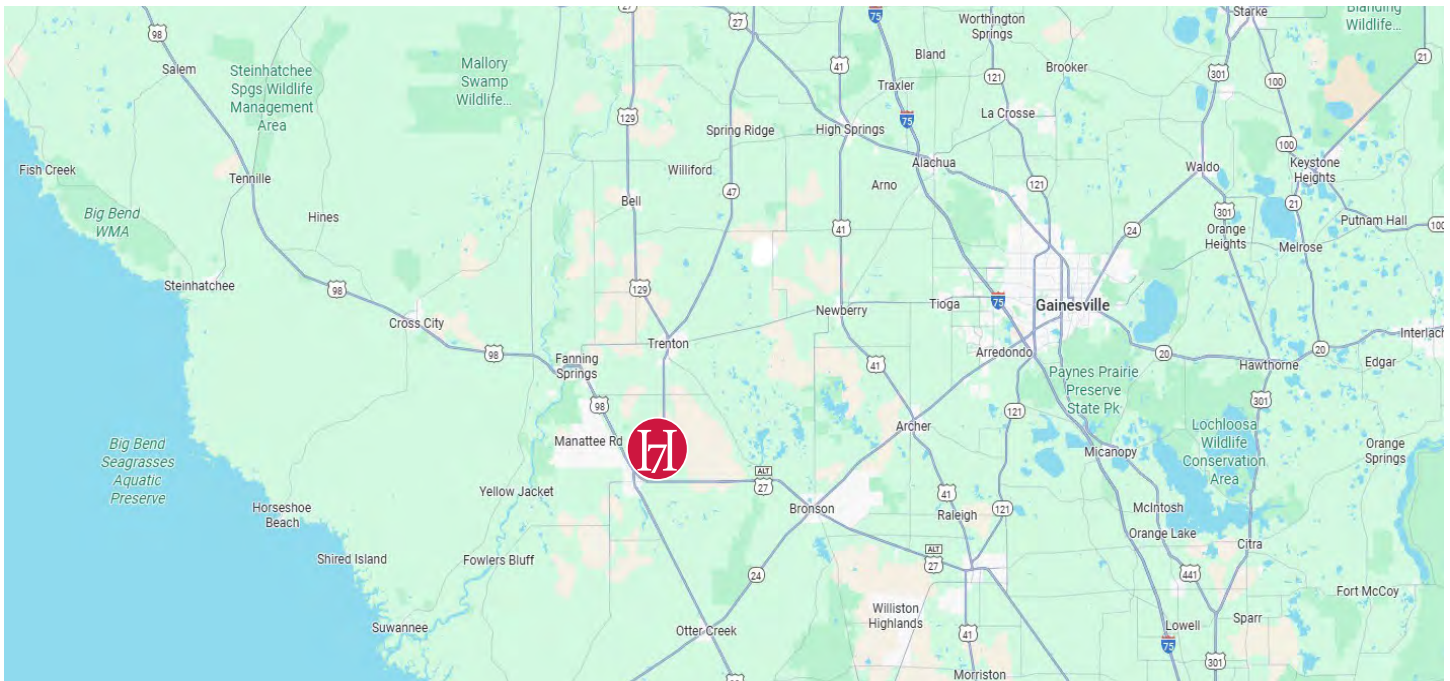 27
75
Worthington
Springs
Starke
Blanding
Wildlife...
98
27
Bland
Salem
Steinhatchee
Spgs Wildlife
Management
Area
Mallory
Swamp
Wildlife...
41
121
Brooker
301
100
21
Traxler
129
75
La Crosse
Spring Ridge
High Springs
100
Fish Creek
Tennille
Williford
47
Alachua
Arno
121
Waldo
Keystone
Heights
21
Big Bend
WMA
Hines
Bell
41
24
301
Orange
Heights
Putnam Hall
100
Melrose
Steinhatchee
98
129
Newberry
Tioga
75
Gainesville
Cross City
98
Trenton
Fanning
Springs
41
Arredondo
20
Hawthorne
20
Edgar
Interlach
Paynes Prairie
Preserve
State Pk
98
121
301
Manattee Rd
H7
Archer
Micanopy
Lochloosa
Wildlife
Conservation
Area
Orange
Springs
Big Bend
Seagrasses
Aquatic
Preserve
Yellow Jacket
ALT
27
Bronson
41
Raleigh
121
McIntosh
Horseshoe
Beach
Orange Lake
Citra
Shired Island
Fowlers Bluff
ALT
27
24
441
Fort McCoy
Williston
Highlands
Suwannee
Otter Creek
41
Lowell
Sparr
75
301
Morriston
98